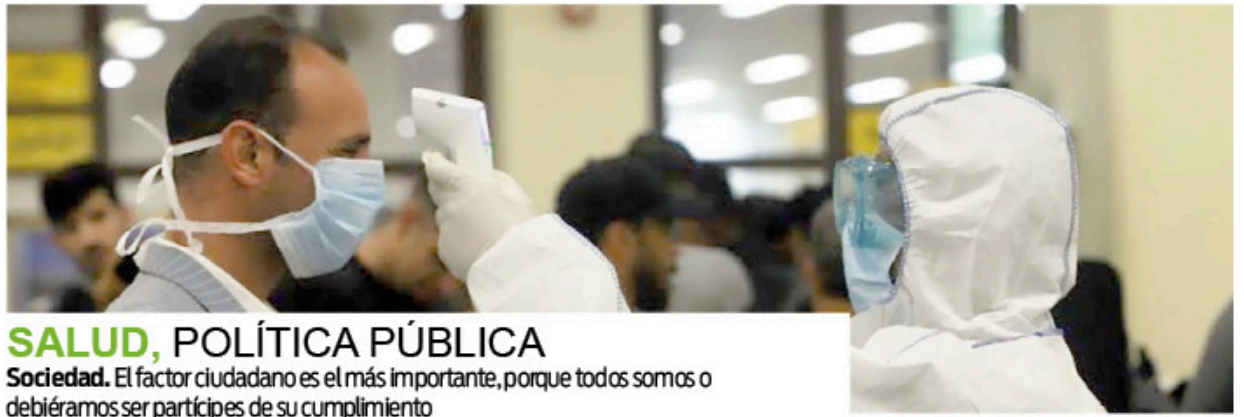 SALUD, POLÍTICA PÚBLICA
Sociedad. El factor ciudadano es el más importante, porque todos somos o
debiéramos ser partícipes de su cumplimiento